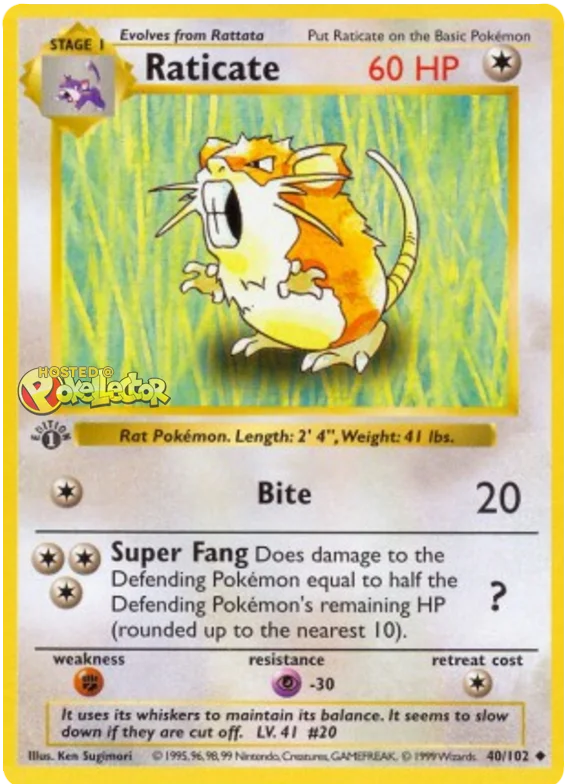 Evolves from Rattata Put Raticate on the Basic Pokémon
STAGE 1
Raticate 60 HP
HOSTED @
Pokellector
EDITION
1
Rat Pokémon. Length: 2' 4", Weight: 41 lbs.
Bite 20
Super Fang Does damage to the
Defending Pokémon equal to half the
Defending Pokémon's remaining HP
(rounded up to the nearest 10).
?
weakness resistance retreat cost
-30
It uses its whiskers to maintain its balance. It seems to slow
down if they are cut off. LV. 41 #20
Illus. Ken Sugimori © 1995, 96, 98, 99 Nintendo, Creatures, GAMEFREAK. © 1999 Wizards. 40/102